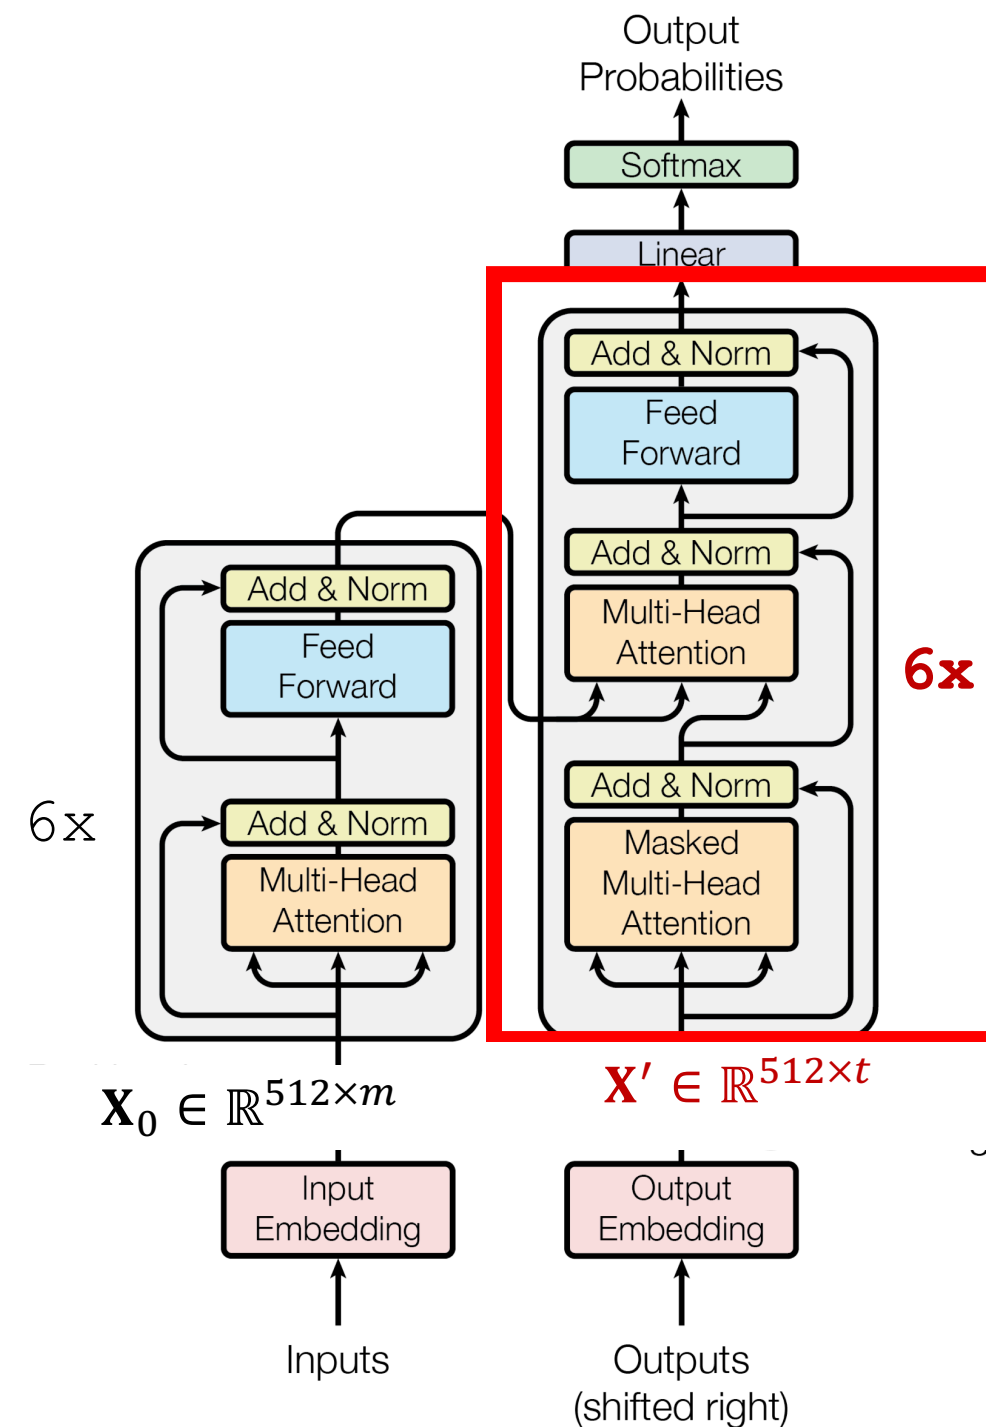 Output
Probabilities
Softmax
Linear
Add & Norm
Feed
Forward
Add & Norm
Multi-Head
Attention
6x
Add & Norm
Masked
Multi-Head
Attention
Add & Norm
Feed
Forward
6x
Add & Norm
Multi-Head
Attention
𝐗₀ ∈ ℝ^{512×m}
𝐗′ ∈ ℝ^{512×t}
Input
Embedding
Output
Embedding
Inputs
Outputs
(shifted right)